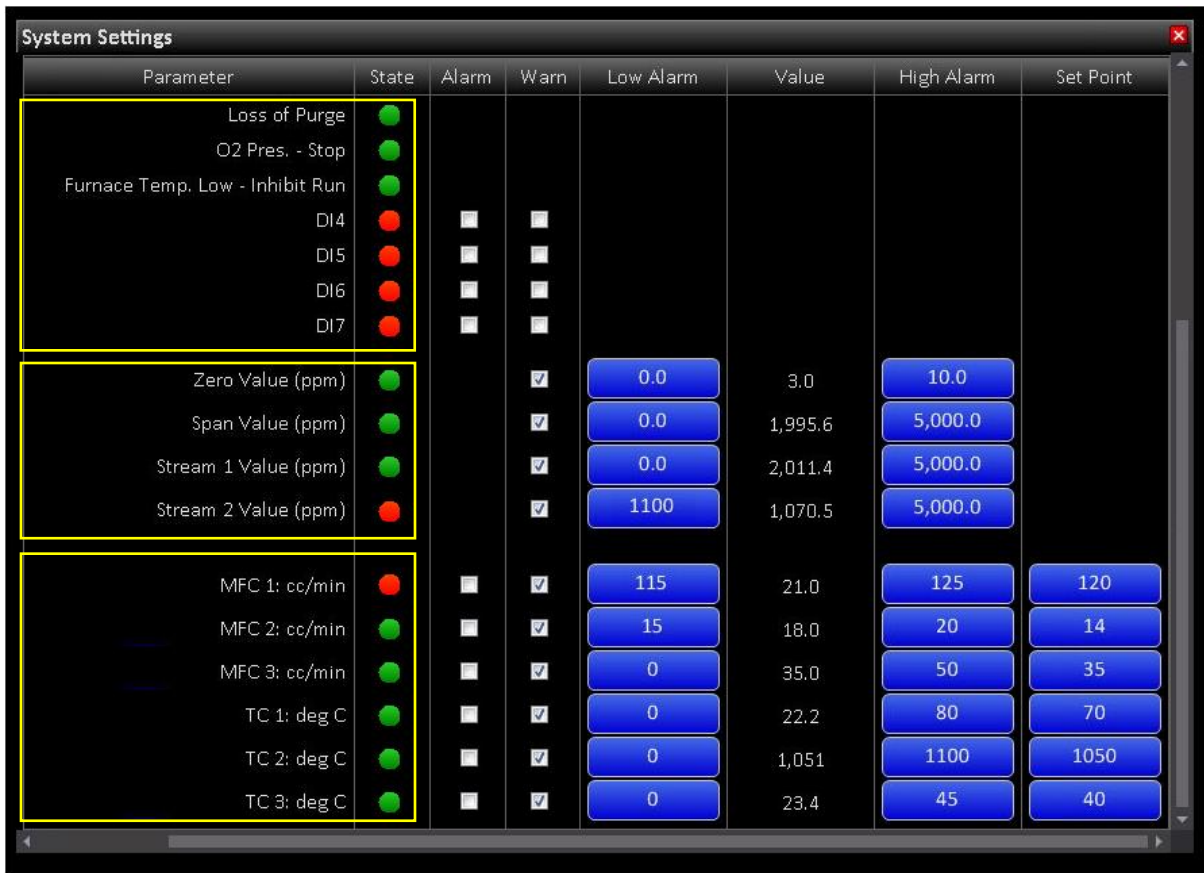 System Settings
Parameter State Alarm Warn Low Alarm Value High Alarm Set Point
Loss of Purge
O2 Pres. - Stop
Furnace Temp. Low - Inhibit Run
DI4
DI5
DI6
DI7
Zero Value (ppm) 0.0 3.0 10.0
Span Value (ppm) 0.0 1,995.6 5,000.0
Stream 1 Value (ppm) 0.0 2,011.4 5,000.0
Stream 2 Value (ppm) 1100 1,070.5 5,000.0
MFC 1: cc/min 115 21.0 125 120
MFC 2: cc/min 15 18.0 20 14
MFC 3: cc/min 0 35.0 50 35
TC 1: deg C 0 22.2 80 70
TC 2: deg C 0 1,051 1100 1050
TC 3: deg C 0 23.4 45 40